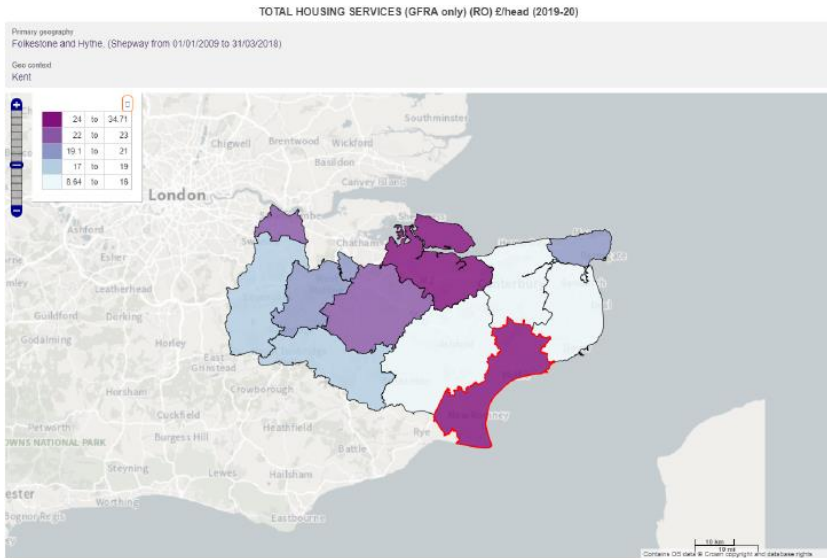 TOTAL HOUSING SERVICES (GFRA only) (RO) £/head (2019-20)
Primary geography
Folkestone and Hythe, (Shepway from 01/01/2009 to 31/03/2018)
Geo context
Kent
24 to 34.71
22 to 23
19.1 to 21
17 to 19
8.64 to 16
Southminster
Chigwell Brentwood Wickford
Basildon
Canvey Island
London
Ashford
Chatham
Esher
Leatherhead
Guildford Dorking
Godalming Horley
East
Grinstead
Horsham Crowborough
Cuckfield Heathfield
Petworth
Burgess Hill
Rye
OWNS NATIONAL PARK Battle
Steyning Lewes Hailsham
ester
Worthing
Bognor Regis Eastbourne
10 km
10 mi
Contains OS data © Crown copyright and database rights